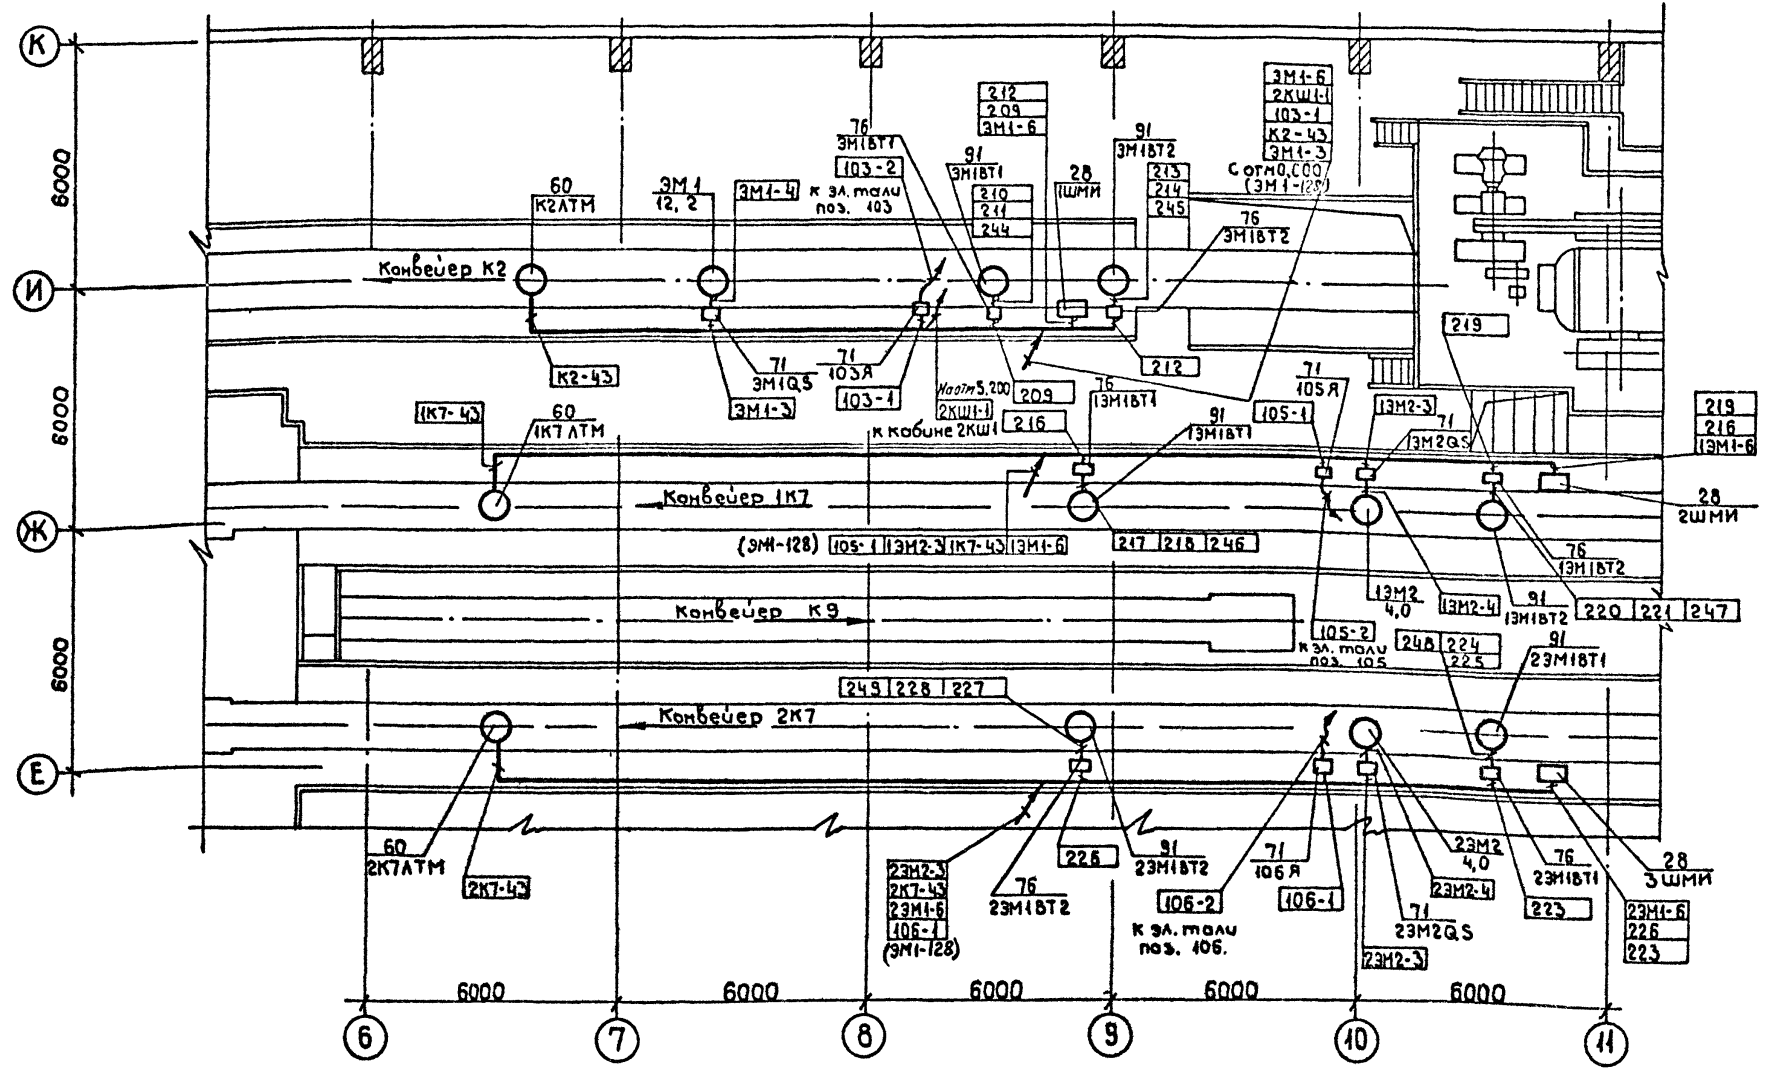 К
И
Ж
Е
6000
6000
6000
60
К2ЛТМ
ЭМ1
12,2
ЭМ1-4
76
ЭМ1ВТ1
103-2
к эл. тали
поз. 103
91
ЭМ1ВТ1
210
211
244
212
209
ЭМ1-6
28
1ШМИ
91
ЭМ1ВТ2
213
214
245
76
ЭМ1ВТ2
ЭМ1-6
2КШ1-1
103-1
К2-43
ЭМ1-3
С отм 0,000
(ЭМ1-128)
Конвейер К2
К2-43
71
ЭМ1QS
ЭМ1-3
71
103Я
103-1
На отм 5,200
2КШ1-1
к кабине 2КШ1
209
212
219
1К7-43
60
1К7ЛТМ
216
76
1ЭМ1ВТ1
91
1ЭМ1ВТ1
71
105Я
105-1
1ЭМ2-3
71
1ЭМ2QS
219
216
1ЭМ1-6
28
2ШМИ
Конвейер 1К7
(ЭМ1-128) 105-1 1ЭМ2-3 1К7-43 1ЭМ1-6
217 218 246
76
1ЭМ1ВТ2
1ЭМ2
4,0
1ЭМ2-4
91
1ЭМ1ВТ2
220 221 247
Конвейер К9
105-2
к эл. тали
поз. 105
248 224
225
91
2ЭМ1ВТ1
249 228 227
Конвейер 2К7
60
2К7ЛТМ
2К7-43
2ЭМ2-3
2К7-43
2ЭМ1-6
106-1
(ЭМ1-128)
76
2ЭМ1ВТ2
226
91
2ЭМ1ВТ2
106-2
к эл. тали
поз. 106.
71
106Я
106-1
2ЭМ2
4,0
2ЭМ2-4
71
2ЭМ2QS
2ЭМ2-3
76
2ЭМ1ВТ1
223
28
3ШМИ
2ЭМ1-6
226
223
6000 6000 6000 6000 6000
6 7 8 9 10 11